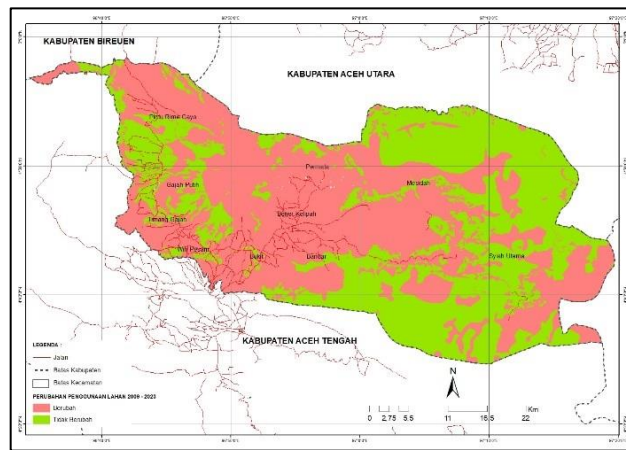 KABUPATEN BIREUEN
KABUPATEN ACEH UTARA
Pintu Rime Gayo
Permata
Mesidah
Gajah Putih
Bener Kelipah
Timang Gajah
Wih Pesam
Bukit
Bandar
Syiah Utama
KABUPATEN ACEH TENGAH
LEGENDA :
Jalan
Batas Kabupaten
Batas Kecamatan
PERUBAHAN PENGGUNAAN LAHAN 2009 - 2023
Berubah
Tidak Berubah
N
Km
0 2.75 5.5 11 16.5 22